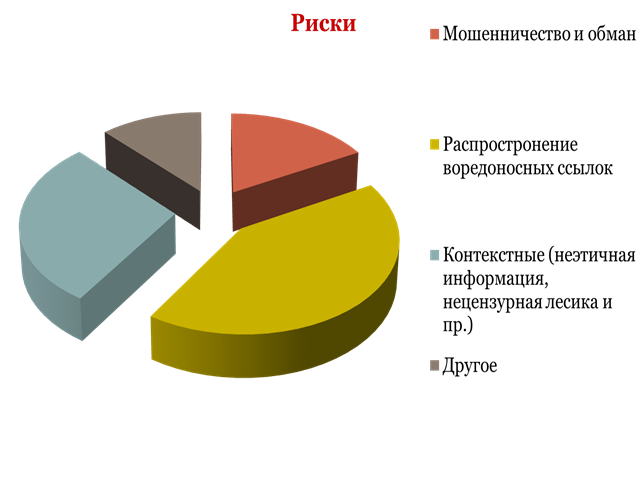 Риски
Мошенничество и обман
Распростронение
воредоносных ссылок
Контекстные (неэтичная
информация,
нецензурная лесика и
пр.)
Другое